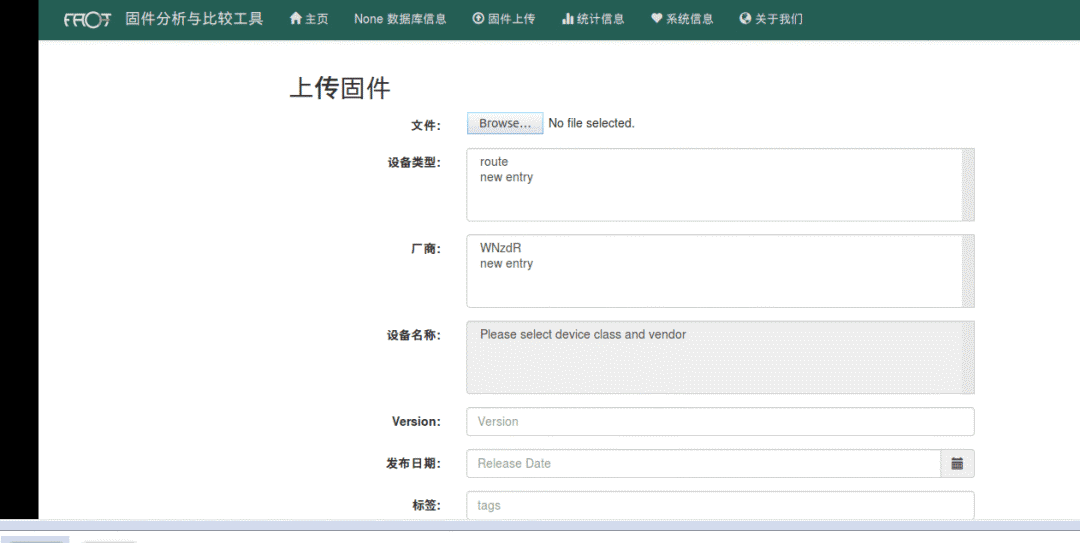 FACT 固件分析与比较工具 主页 None 数据库信息 固件上传 统计信息 系统信息 关于我们
上传固件
文件: Browse... No file selected.
设备类型: route
new entry
厂商: WNzdR
new entry
设备名称: Please select device class and vendor
Version: Version
发布日期: Release Date
标签: tags